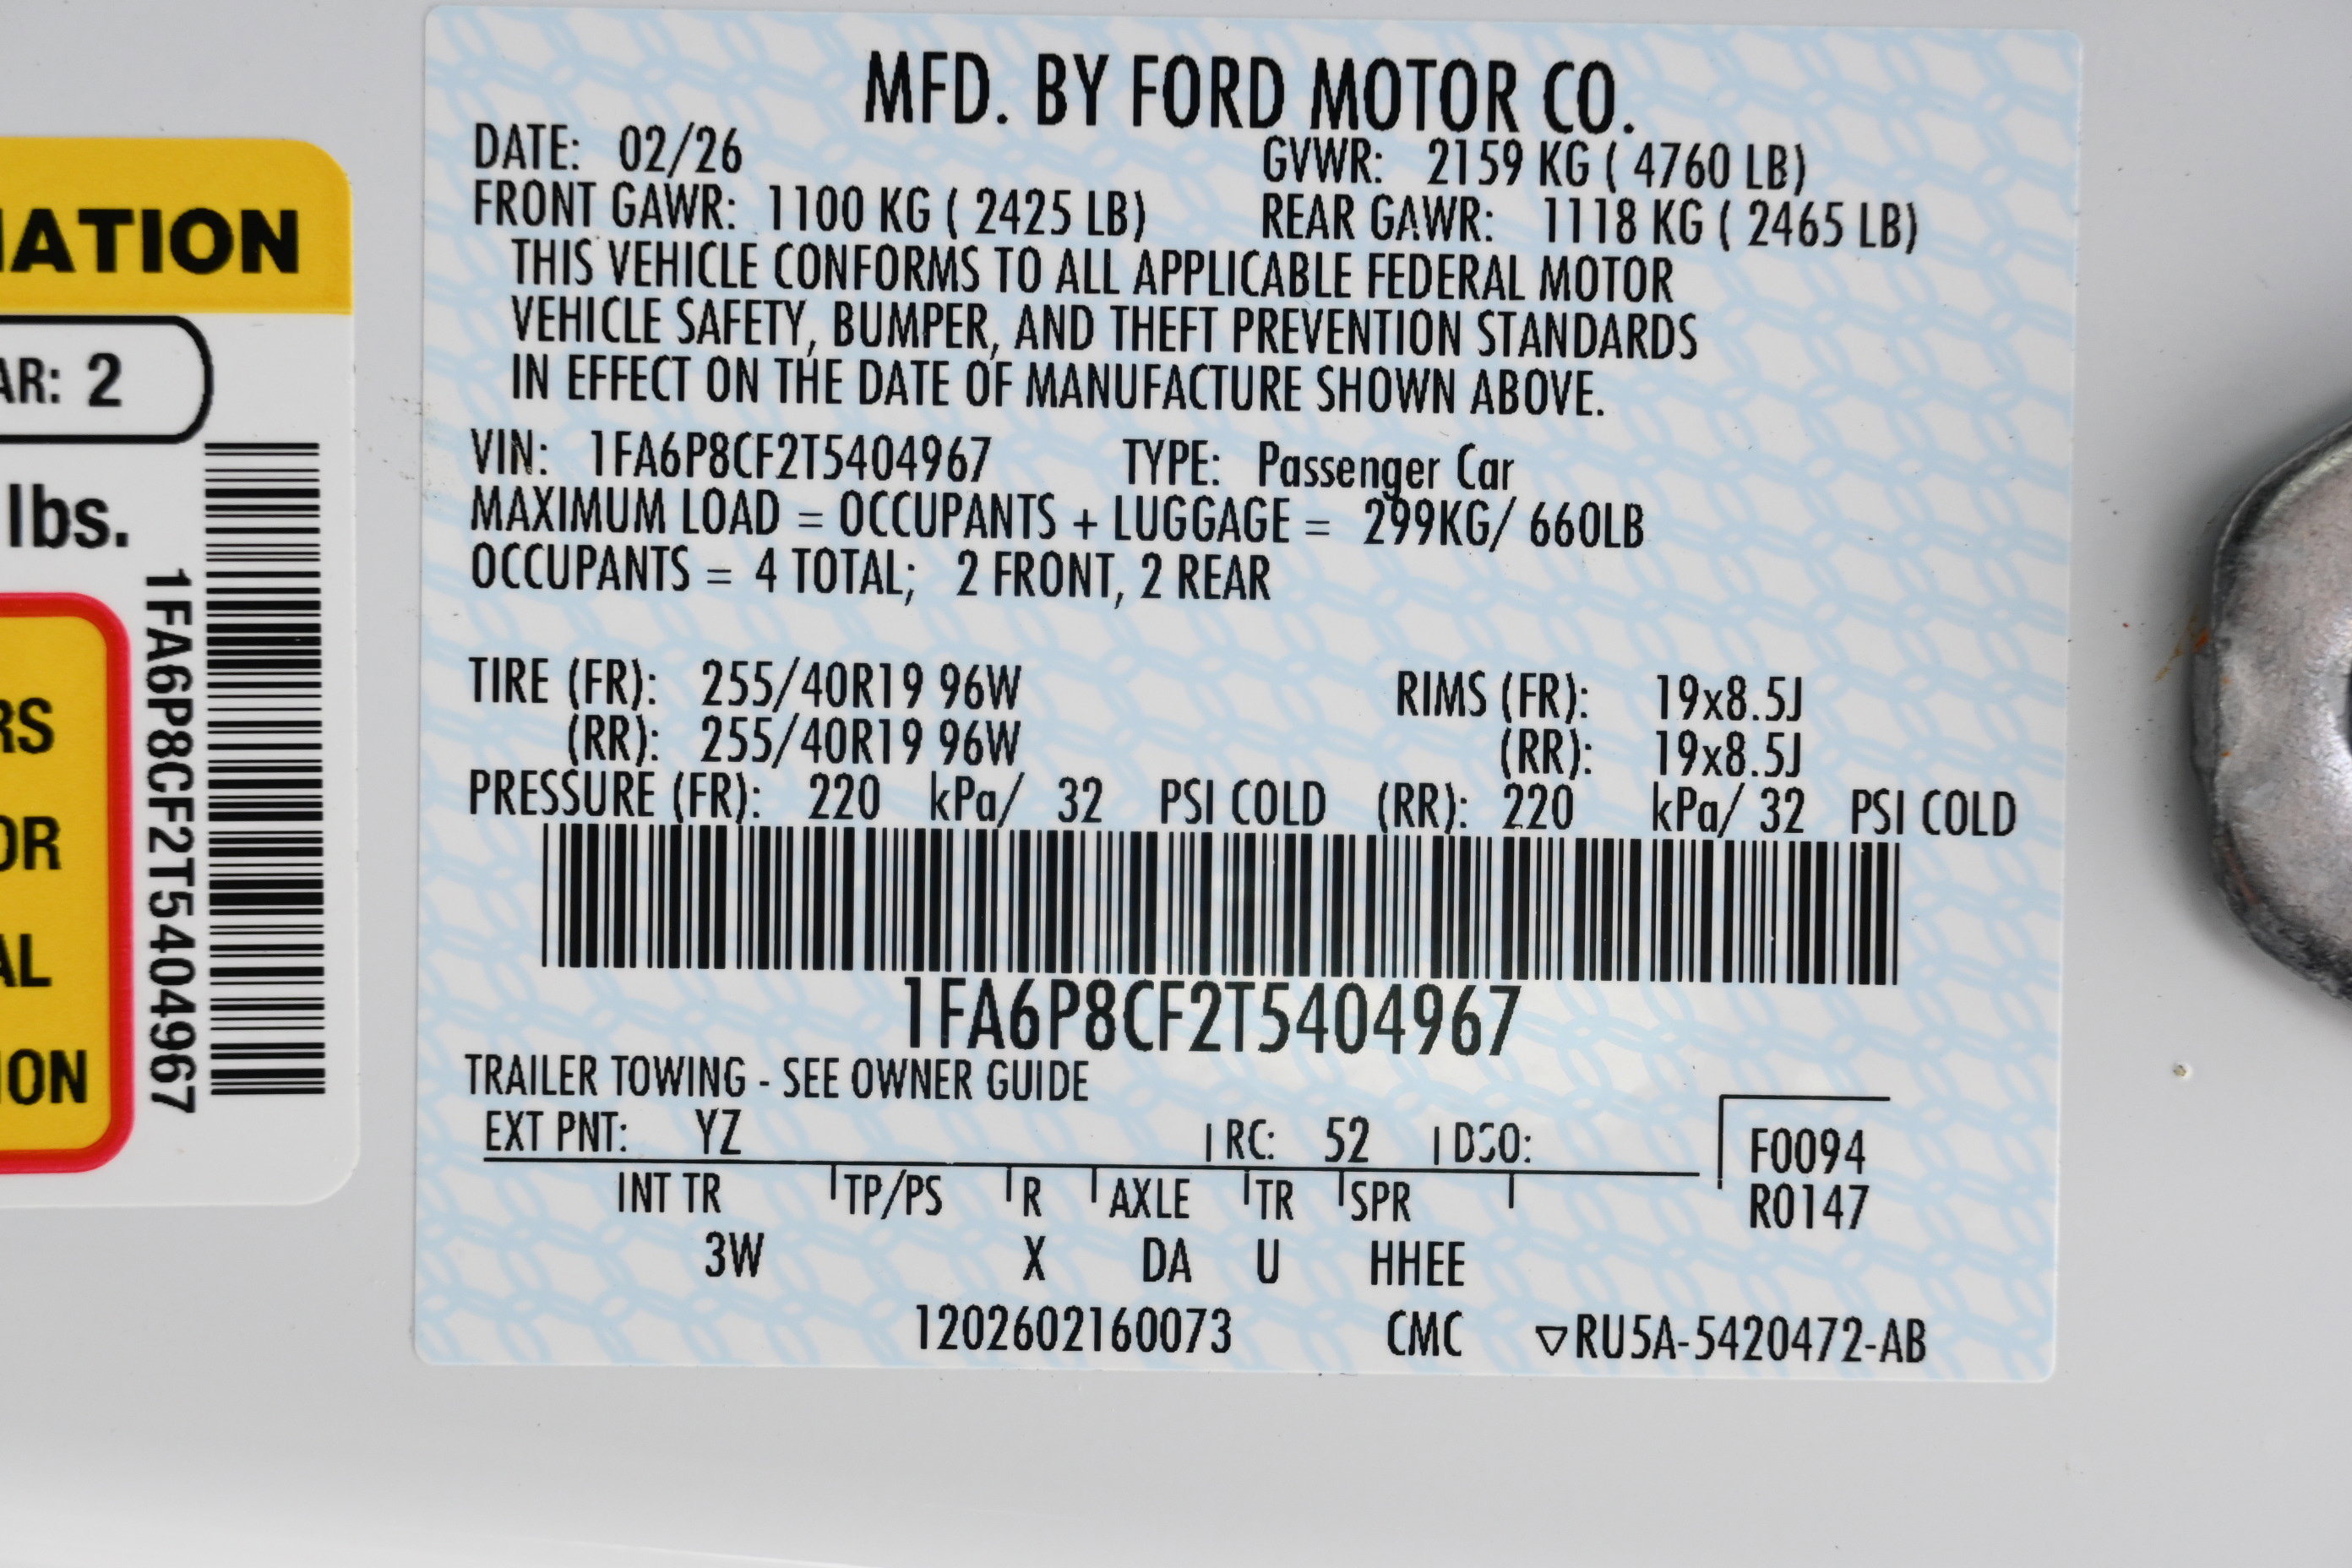 MFD. BY FORD MOTOR CO.
DATE: 02/26 GVWR: 2159 KG ( 4760 LB)
FRONT GAWR: 1100 KG ( 2425 LB) REAR GAWR: 1118 KG ( 2465 LB)
THIS VEHICLE CONFORMS TO ALL APPLICABLE FEDERAL MOTOR
VEHICLE SAFETY, BUMPER, AND THEFT PREVENTION STANDARDS
IN EFFECT ON THE DATE OF MANUFACTURE SHOWN ABOVE.
VIN: 1FA6P8CF2T5404967 TYPE: Passenger Car
MAXIMUM LOAD = OCCUPANTS + LUGGAGE = 299KG/ 660LB
OCCUPANTS = 4 TOTAL; 2 FRONT, 2 REAR
TIRE (FR): 255/40R19 96W RIMS (FR): 19x8.5J
(RR): 255/40R19 96W (RR): 19x8.5J
PRESSURE (FR): 220 kPa/ 32 PSI COLD (RR): 220 kPa/ 32 PSI COLD
1FA6P8CF2T5404967
TRAILER TOWING - SEE OWNER GUIDE
EXT PNT: YZ RC: 52 DSO:
F0094
R0147
INT TR TP/PS R AXLE TR SPR
3W X DA U HHEE
1202602160073 CMC ▽RU5A-5420472-AB
IATION
AR: 2
lbs.
RS
OR
AL
ION
1FA6P8CF2T5404967